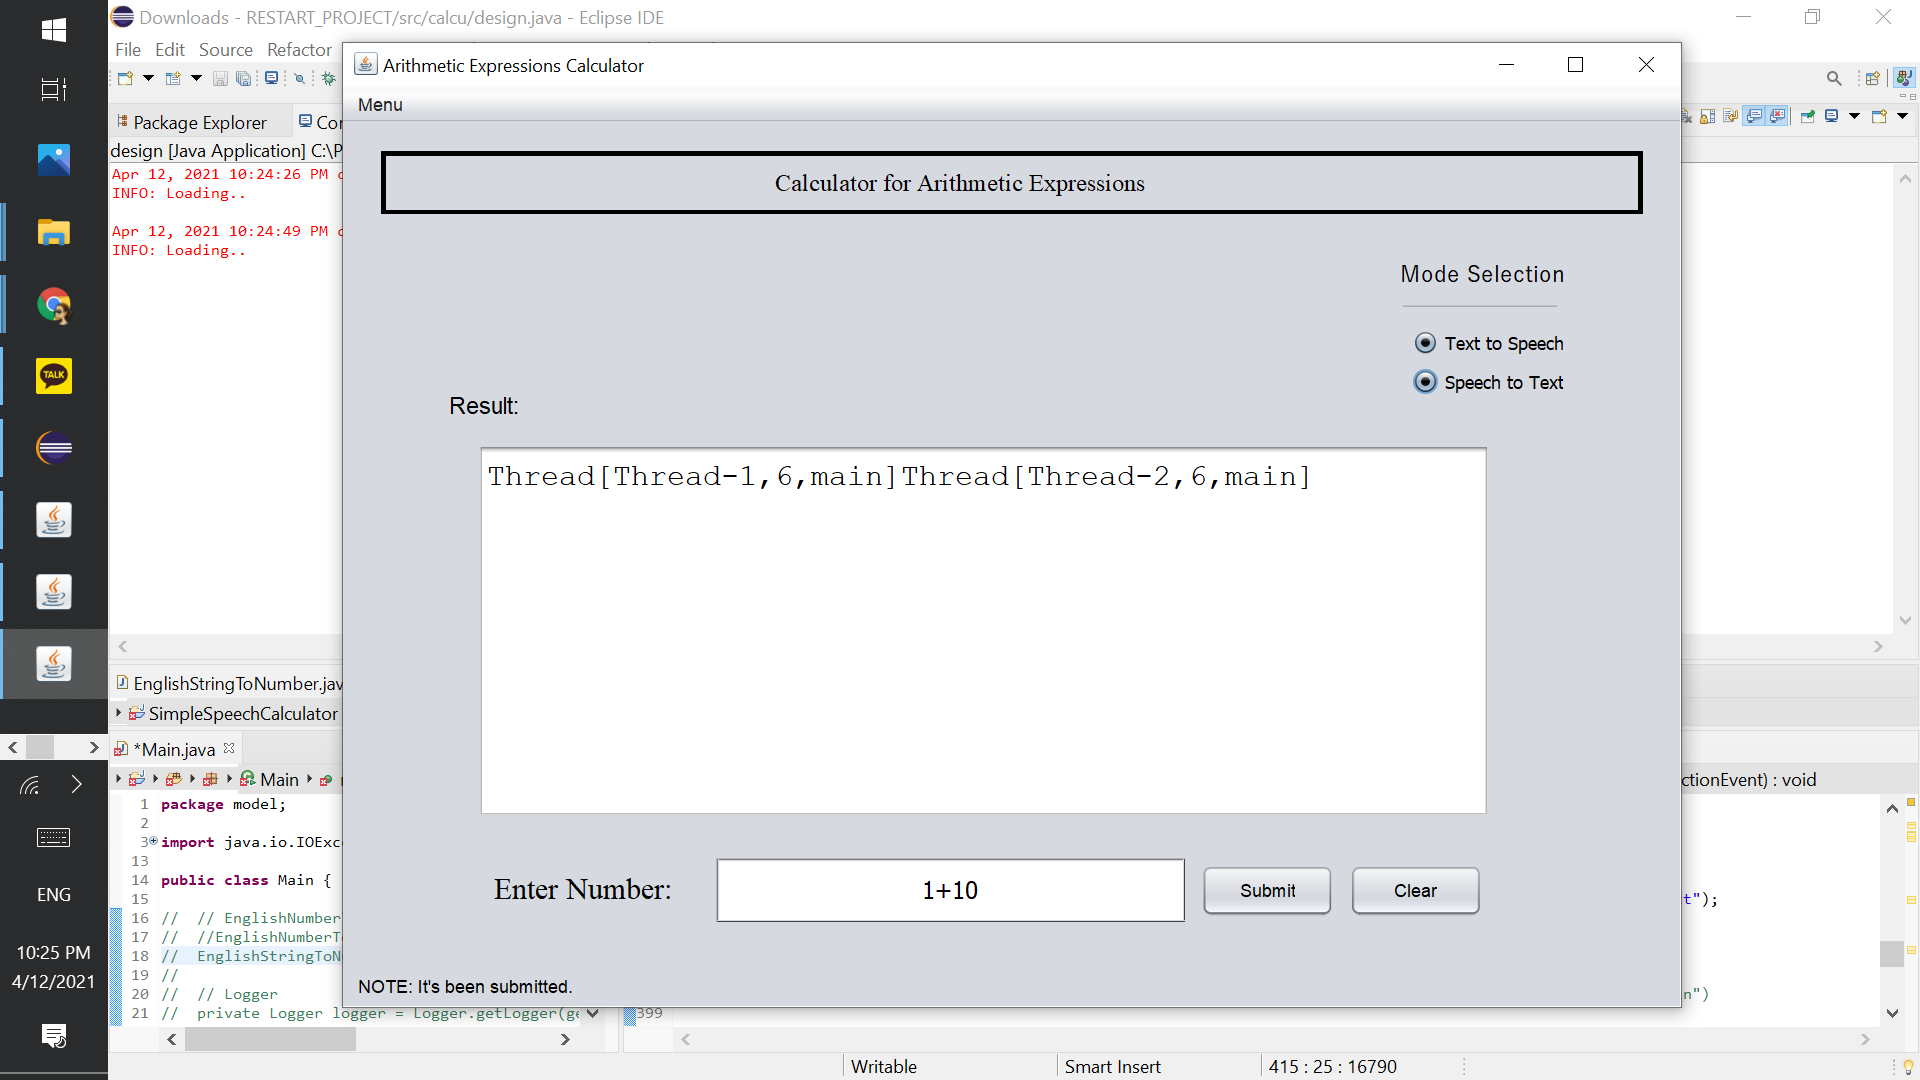 Downloads - RESTART_PROJECT/src/calcu/design.java - Eclipse IDE
File Edit Source Refactor
Arithmetic Expressions Calculator
Menu
Package Explorer
design [Java Application] C:\P
Apr 12, 2021 10:24:26 PM
INFO: Loading..
Apr 12, 2021 10:24:49 PM
INFO: Loading..
Calculator for Arithmetic Expressions
Mode Selection
Text to Speech
Speech to Text
Result:
Thread[Thread-1,6,main]Thread[Thread-2,6,main]
TALK
EnglishStringToNumber.jav
SimpleSpeechCalculator
*Main.java
Main
ctionEvent) : void
1 package model;
2
3 import java.io.IOExc
13
14 public class Main {
15
16 // // EnglishNumber
17 // //EnglishNumberTo
18 // EnglishStringToN
19 //
20 // // Logger
21 // private Logger logger = Logger.getLogger(ge
t");
n")
399
Enter Number:
1+10
Submit
Clear
NOTE: It's been submitted.
ENG
10:25 PM
4/12/2021
Writable
Smart Insert
415 : 25 : 16790